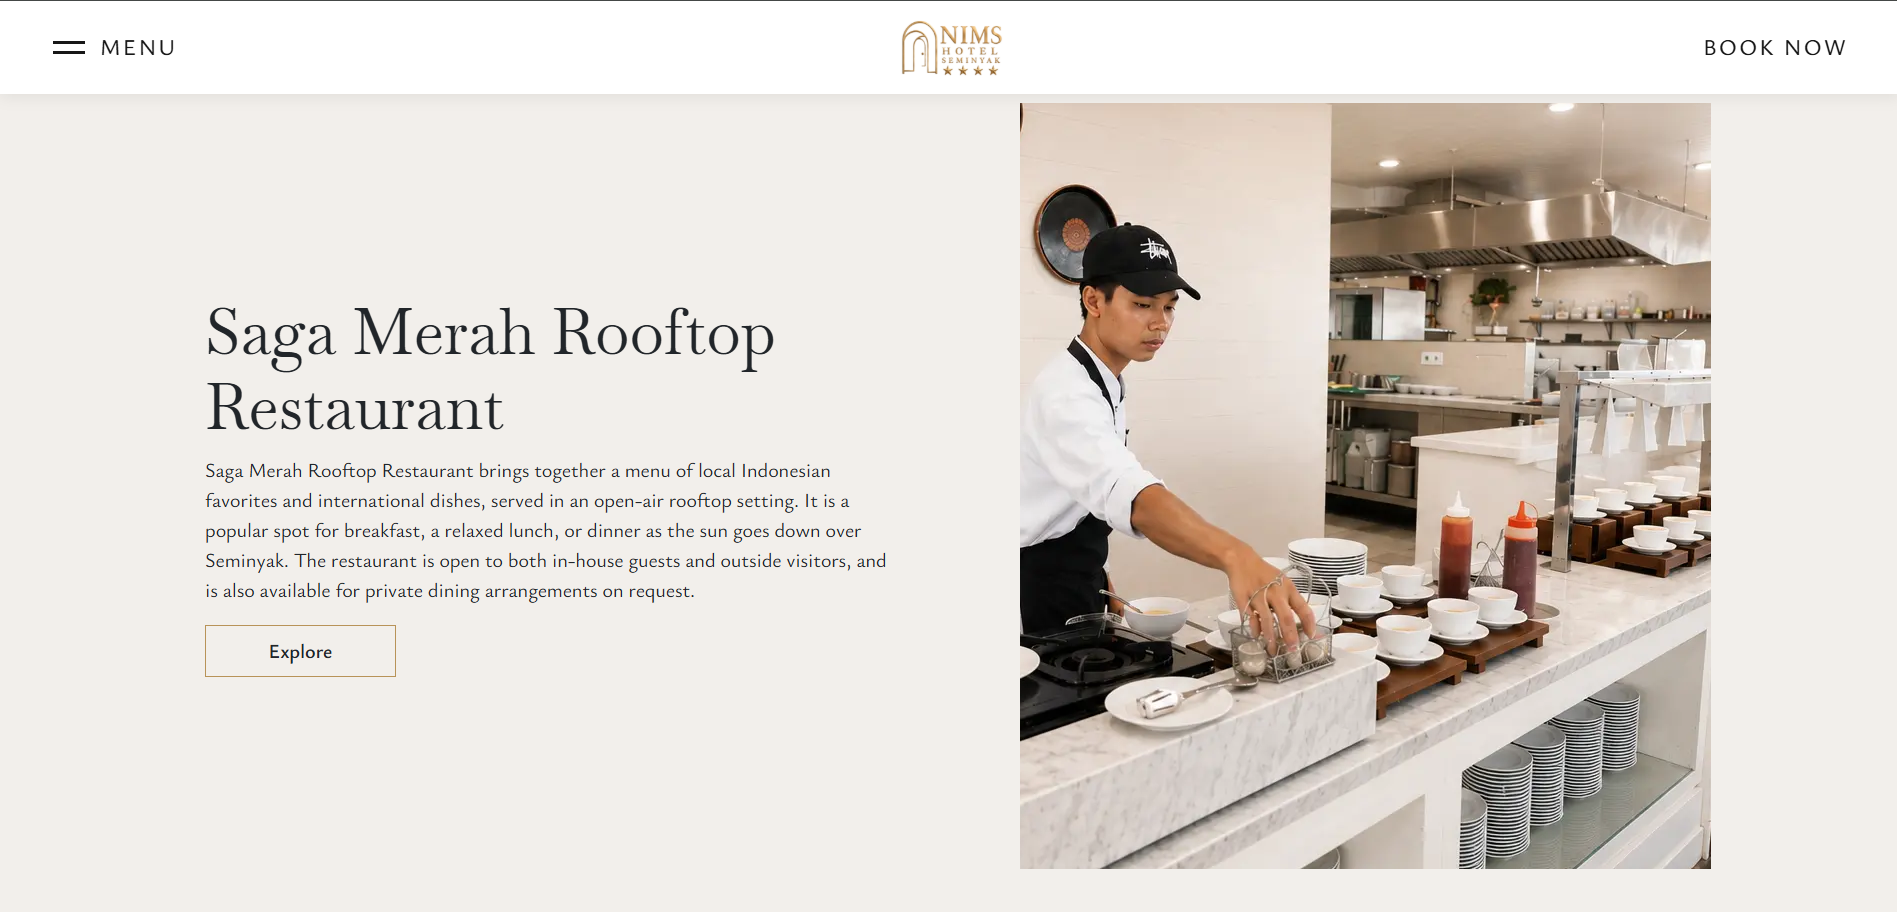 MENU
NIMS
HOTEL
SEMINYAK
BOOK NOW
Saga Merah Rooftop
Restaurant
Saga Merah Rooftop Restaurant brings together a menu of local Indonesian
favorites and international dishes, served in an open-air rooftop setting. It is a
popular spot for breakfast, a relaxed lunch, or dinner as the sun goes down over
Seminyak. The restaurant is open to both in-house guests and outside visitors, and
is also available for private dining arrangements on request.
Explore